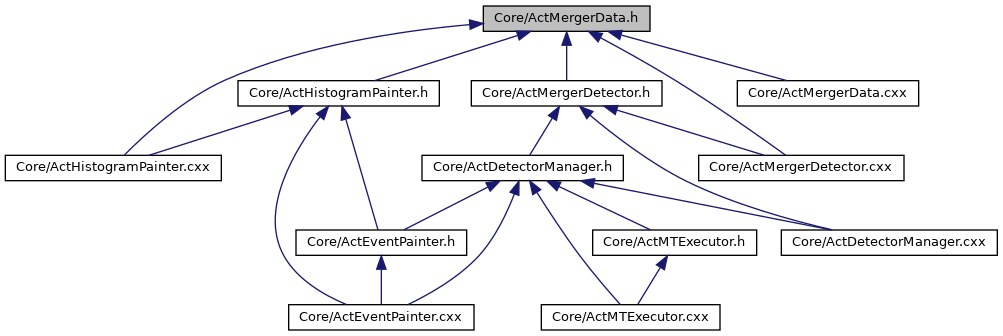 Core/ActMergerData.h
Core/ActHistogramPainter.h
Core/ActMergerDetector.h
Core/ActMergerData.cxx
Core/ActHistogramPainter.cxx
Core/ActDetectorManager.h
Core/ActMergerDetector.cxx
Core/ActEventPainter.h
Core/ActMTExecutor.h
Core/ActDetectorManager.cxx
Core/ActEventPainter.cxx
Core/ActMTExecutor.cxx